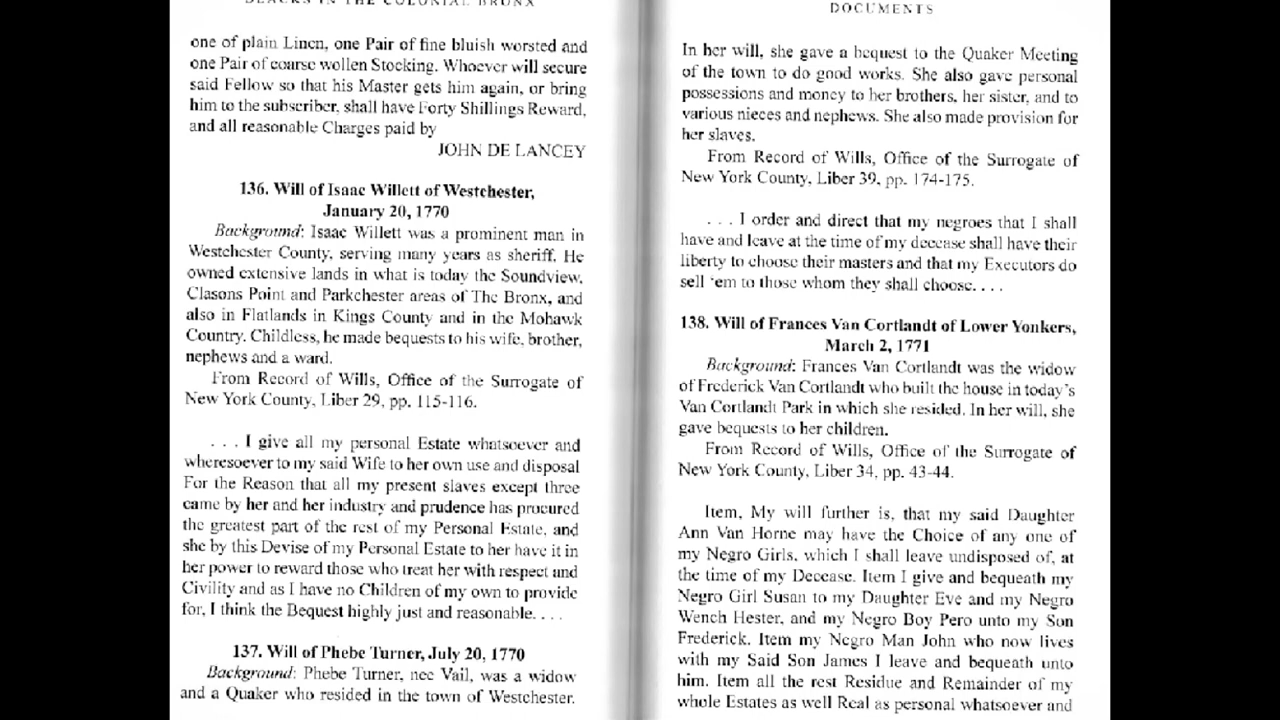 BLACKS IN THE COLONIAL BRONX
one of plain Linen, one Pair of fine bluish worsted and
one Pair of coarse wollen Stocking. Whoever will secure
said Fellow so that his Master gets him again, or bring
him to the subscriber, shall have Forty Shillings Reward,
and all reasonable Charges paid by
JOHN DE LANCEY
136. Will of Isaac Willett of Westchester,
January 20, 1770
Background: Isaac Willett was a prominent man in
Westchester County, serving many years as sheriff. He
owned extensive lands in what is today the Soundview,
Clasons Point and Parkchester areas of The Bronx, and
also in Flatlands in Kings County and in the Mohawk
Country. Childless, he made bequests to his wife, brother,
nephews and a ward.
From Record of Wills, Office of the Surrogate of
New York County, Liber 29, pp. 115-116.
. . . I give all my personal Estate whatsoever and
wheresoever to my said Wife to her own use and disposal
For the Reason that all my present slaves except three
came by her and her industry and prudence has procured
the greatest part of the rest of my Personal Estate, and
she by this Devise of my Personal Estate to her have it in
her power to reward those who treat her with respect and
Civility and as I have no Children of my own to provide
for, I think the Bequest highly just and reasonable. . . .
137. Will of Phebe Turner, July 20, 1770
Background: Phebe Turner, nee Vail, was a widow
and a Quaker who resided in the town of Westchester.
DOCUMENTS
In her will, she gave a bequest to the Quaker Meeting
of the town to do good works. She also gave personal
possessions and money to her brothers, her sister, and to
various nieces and nephews. She also made provision for
her slaves.
From Record of Wills, Office of the Surrogate of
New York County, Liber 39, pp. 174-175.
. . . I order and direct that my negroes that I shall
have and leave at the time of my decease shall have their
liberty to choose their masters and that my Executors do
sell 'em to those whom they shall choose. . . .
138. Will of Frances Van Cortlandt of Lower Yonkers,
March 2, 1771
Background: Frances Van Cortlandt was the widow
of Frederick Van Cortlandt who built the house in today's
Van Cortlandt Park in which she resided. In her will, she
gave bequests to her children.
From Record of Wills, Office of the Surrogate of
New York County, Liber 34, pp. 43-44.
Item, My will further is, that my said Daughter
Ann Van Horne may have the Choice of any one of
my Negro Girls, which I shall leave undisposed of, at
the time of my Decease. Item I give and bequeath my
Negro Girl Susan to my Daughter Eve and my Negro
Wench Hester, and my Negro Boy Pero unto my Son
Frederick. Item my Negro Man John who now lives
with my Said Son James I leave and bequeath unto
him. Item all the rest Residue and Remainder of my
whole Estates as well Real as personal whatsoever and